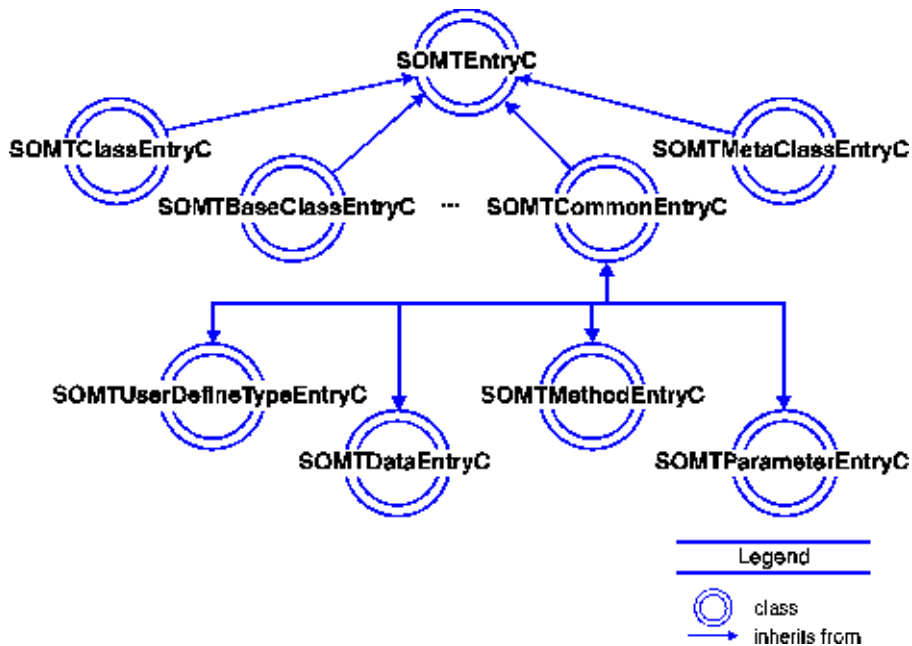 SOMTEntryC
SOMTClassEntryC
SOMTMetaClassEntryC
SOMTBaseClassEntryC ... SOMTCommonEntryC
SOMTUserDefineTypeEntryC
SOMTMethodEntryC
SOMTDataEntryC
SOMTParameterEntryC
Legend
class
inherits from